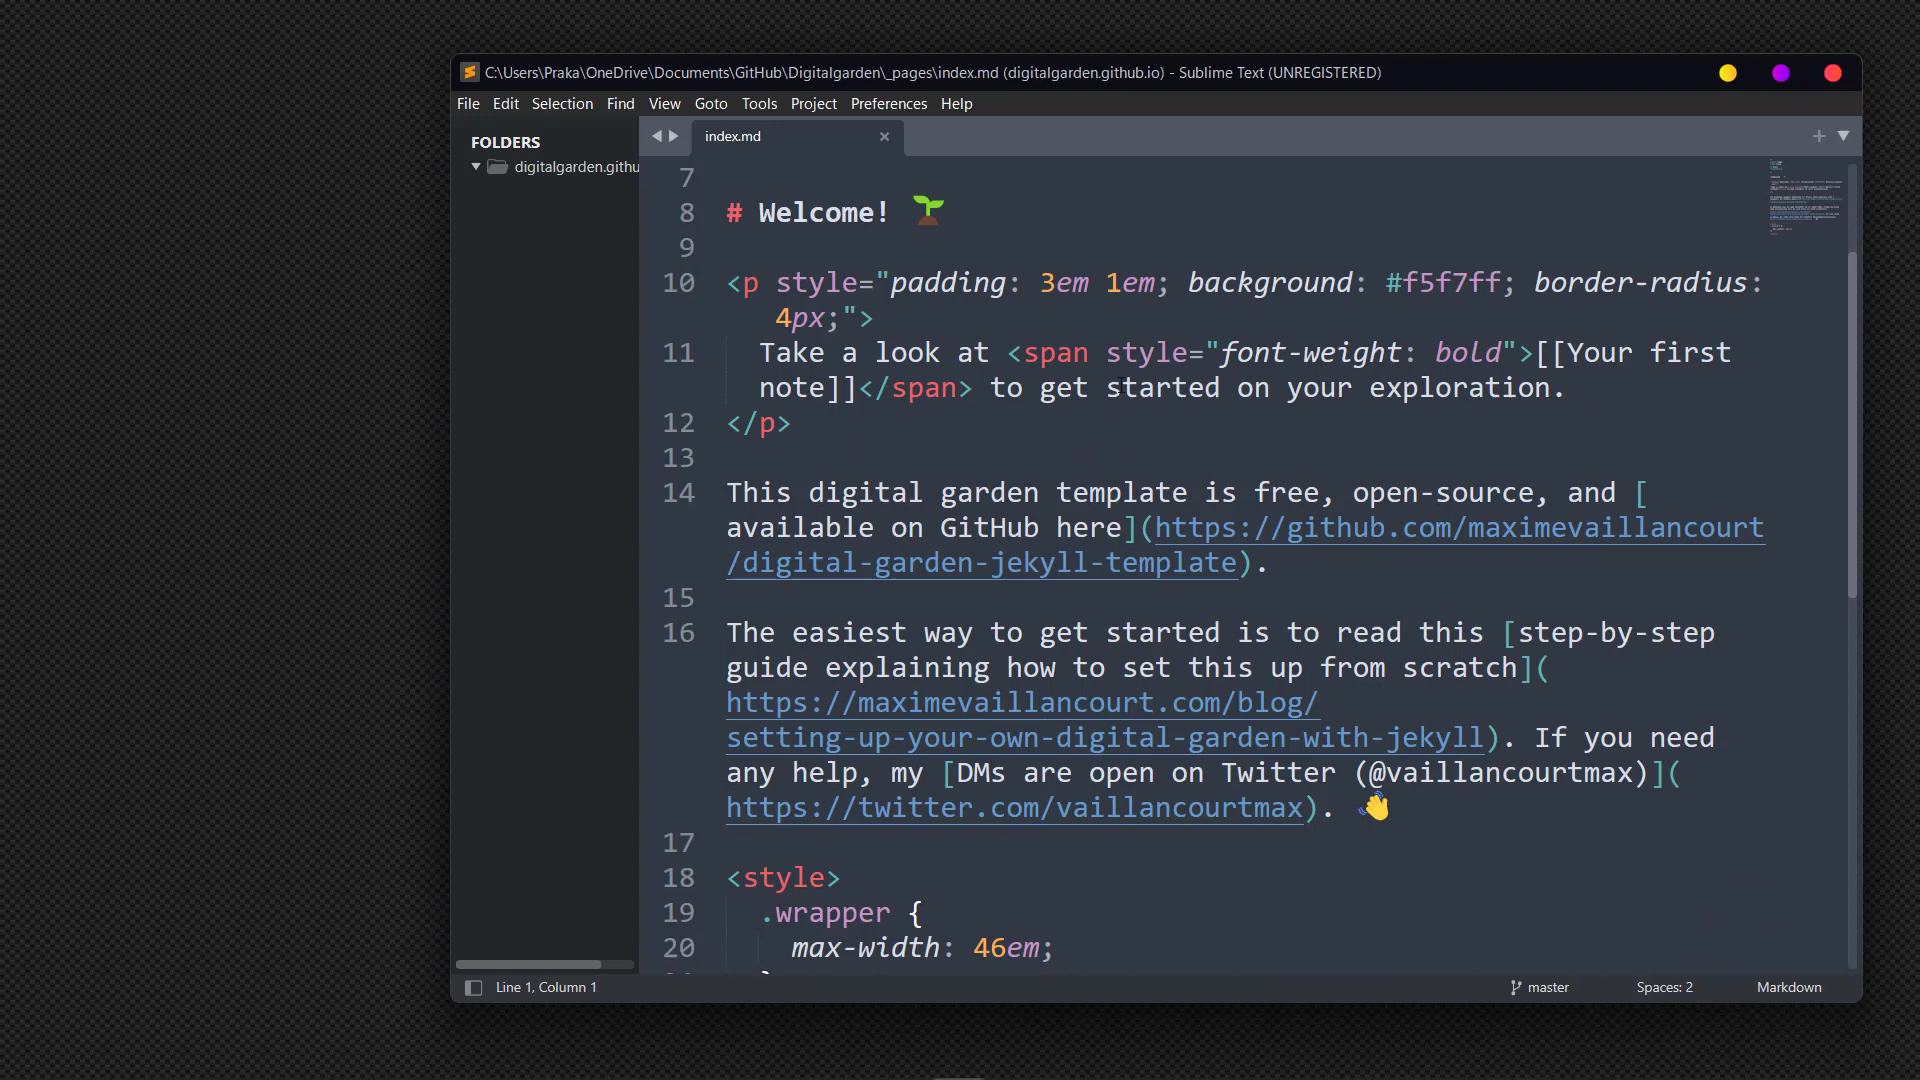 C:\Users\Praka\OneDrive\Documents\GitHub\Digitalgarden\_pages\index.md (digitalgarden.github.io) - Sublime Text (UNREGISTERED)
File Edit Selection Find View Goto Tools Project Preferences Help
FOLDERS
digitalgarden.githu
index.md
7
8 # Welcome! 🌱
9
10 <p style="padding: 3em 1em; background: #f5f7ff; border-radius:
4px;">
11 Take a look at <span style="font-weight: bold">[[Your first
note]]</span> to get started on your exploration.
12 </p>
13
14 This digital garden template is free, open-source, and [
available on GitHub here](https://github.com/maximevaillancourt
/digital-garden-jekyll-template).
15
16 The easiest way to get started is to read this [step-by-step
guide explaining how to set this up from scratch](
https://maximevaillancourt.com/blog/
setting-up-your-own-digital-garden-with-jekyll). If you need
any help, my [DMs are open on Twitter (@vaillancourtmax)](
https://twitter.com/vaillancourtmax). 👋
17
18 <style>
19 .wrapper {
20 max-width: 46em;
Line 1, Column 1
master
Spaces: 2
Markdown